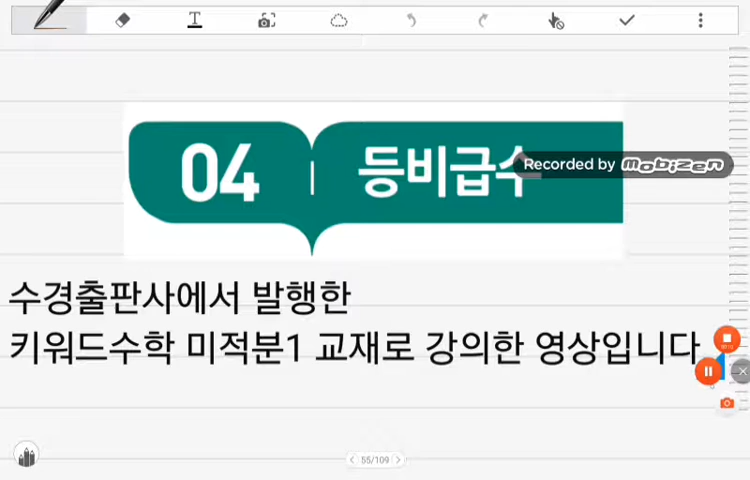 T
04 등비급수
Recorded by MOBIZEN
수경출판사에서 발행한
키워드수학 미적분1 교재로 강의한 영상입니다
55/109